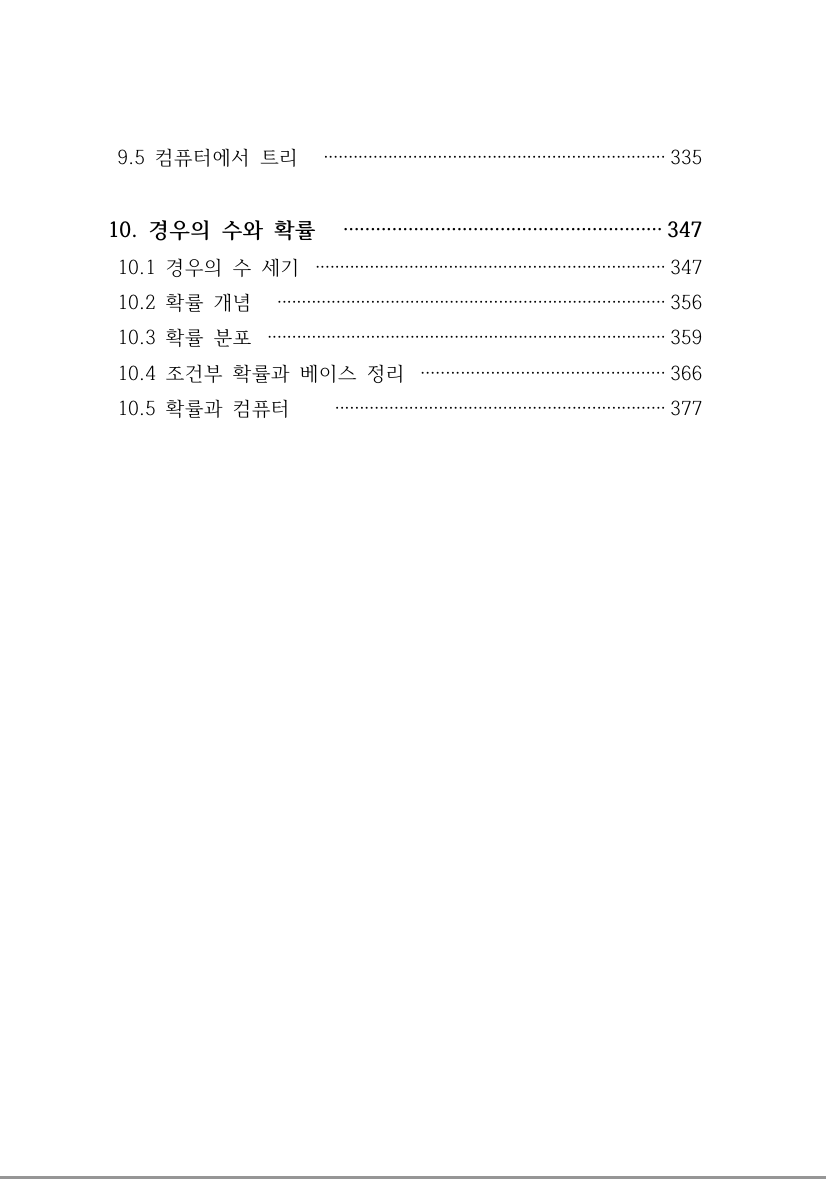 9.5 컴퓨터에서 트리 ································································ 335
10. 경우의 수와 확률 ··························································· 347
10.1 경우의 수 세기 ································································· 347
10.2 확률 개념 ········································································· 356
10.3 확률 분포 ··········································································· 359
10.4 조건부 확률과 베이스 정리 ··············································· 366
10.5 확률과 컴퓨터 ······························································ 377